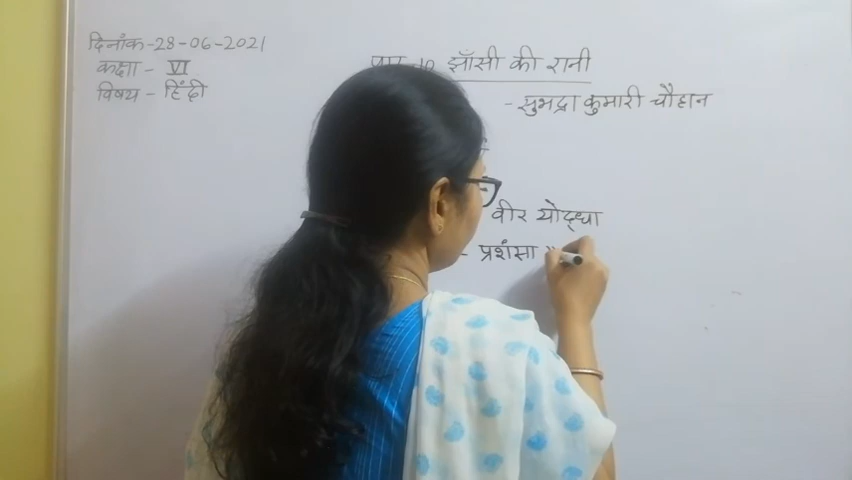 दिनांक-28-06-2021
कक्षा - VI
विषय - हिंदी
झाँसी की रानी
- सुभद्रा कुमारी चौहान
वीर योद्धा
- प्रशंसा